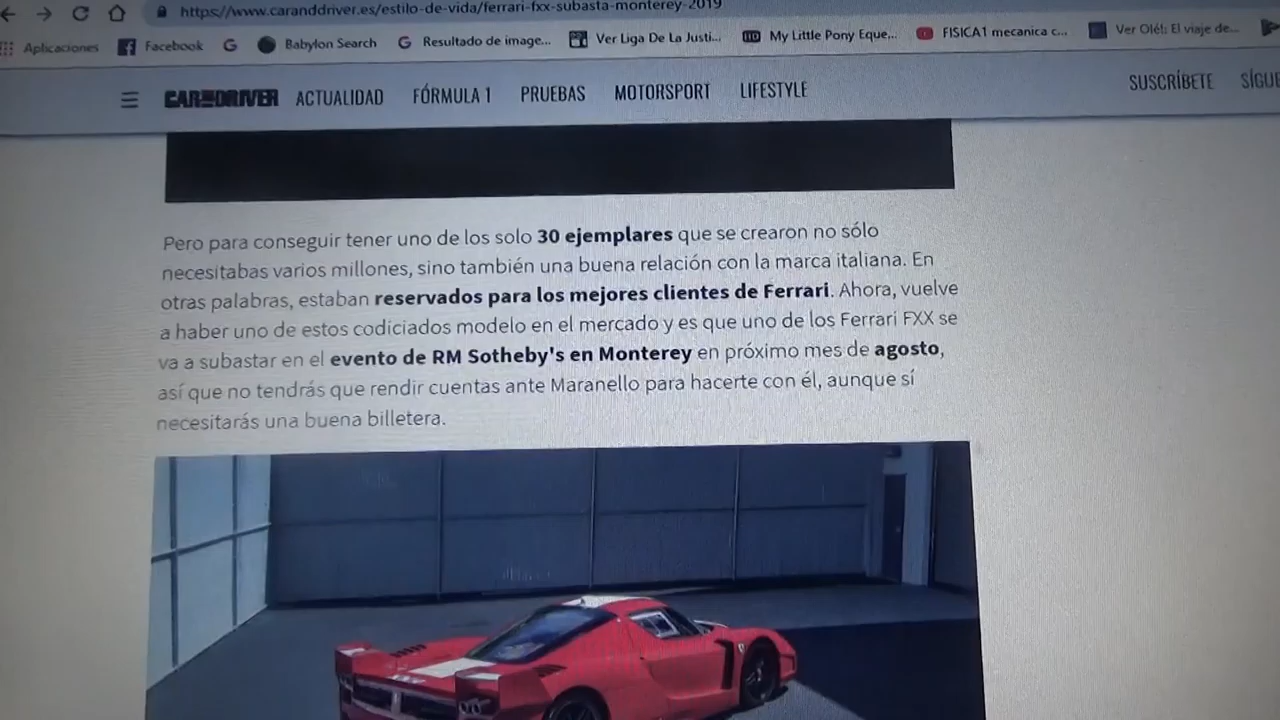 https://www.caranddriver.es/estilo-de-vida/ferrari-fxx-subasta-monterey-2019
Aplicaciones Facebook Babylon Search Resultado de image... Ver Liga De La Justi... My Little Pony Eque,... FISICA1 mecanica c... Ver Olé!: El viaje de...
CAR AND DRIVER ACTUALIDAD FÓRMULA 1 PRUEBAS MOTORSPORT LIFESTYLE SUSCRÍBETE SÍGUE
Pero para conseguir tener uno de los solo 30 ejemplares que se crearon no sólo
necesitabas varios millones, sino también una buena relación con la marca italiana. En
otras palabras, estaban reservados para los mejores clientes de Ferrari. Ahora, vuelve
a haber uno de estos codiciados modelo en el mercado y es que uno de los Ferrari FXX se
va a subastar en el evento de RM Sotheby's en Monterey en próximo mes de agosto,
así que no tendrás que rendir cuentas ante Maranello para hacerte con él, aunque sí
necesitarás una buena billetera.